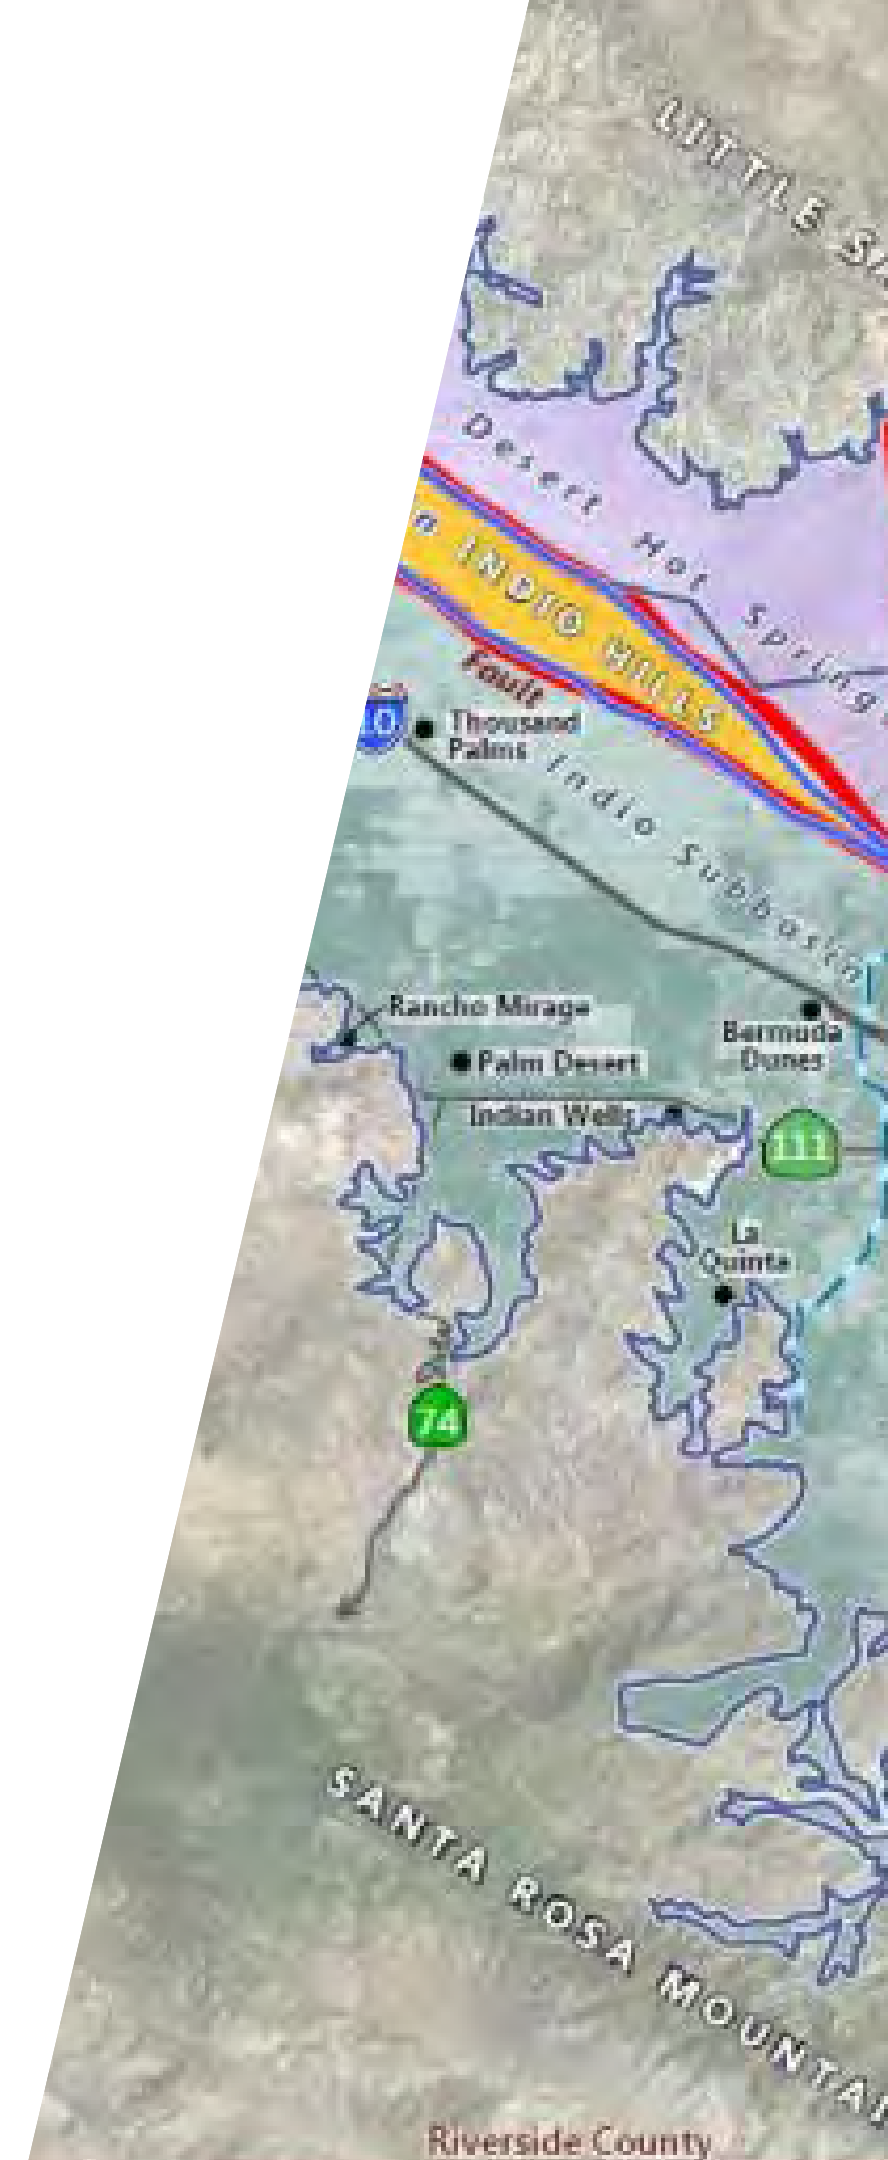 LITTLE
Desert Hot Springs
INDIO HILLS
Fault
10
Thousand
Palms
Indio Subbasin
Rancho Mirage
Bermuda
Dunes
Palm Desert
Indian Wells
111
La
Quinta
74
SANTA ROSA MOUNTAI
Riverside County